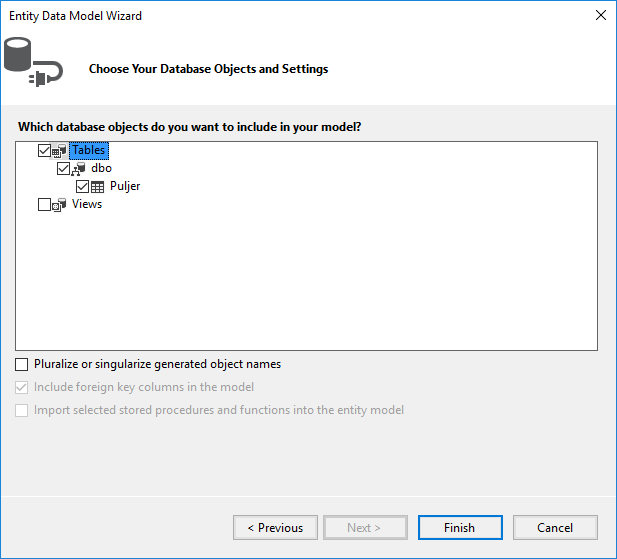 Entity Data Model Wizard
Choose Your Database Objects and Settings
Which database objects do you want to include in your model?
Tables
dbo
Puljer
Views
Pluralize or singularize generated object names
Include foreign key columns in the model
Import selected stored procedures and functions into the entity model
< Previous
Next >
Finish
Cancel